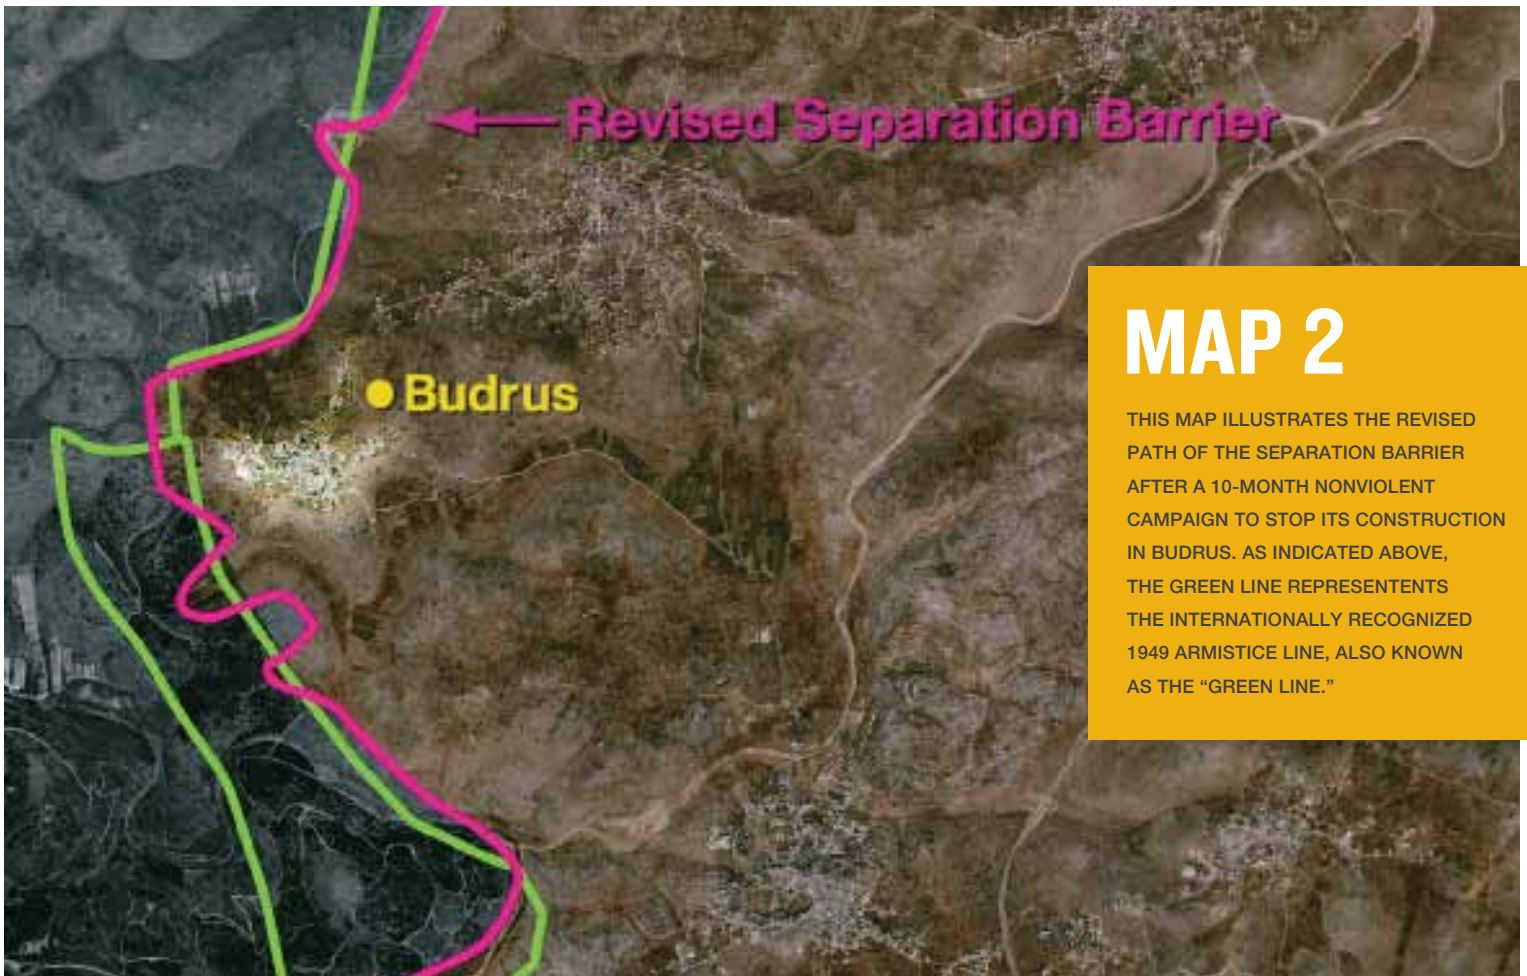 Revised Separation Barrier
Budrus
MAP 2
THIS MAP ILLUSTRATES THE REVISED
PATH OF THE SEPARATION BARRIER
AFTER A 10-MONTH NONVIOLENT
CAMPAIGN TO STOP ITS CONSTRUCTION
IN BUDRUS. AS INDICATED ABOVE,
THE GREEN LINE REPRESENTENTS
THE INTERNATIONALLY RECOGNIZED
1949 ARMISTICE LINE, ALSO KNOWN
AS THE “GREEN LINE.”